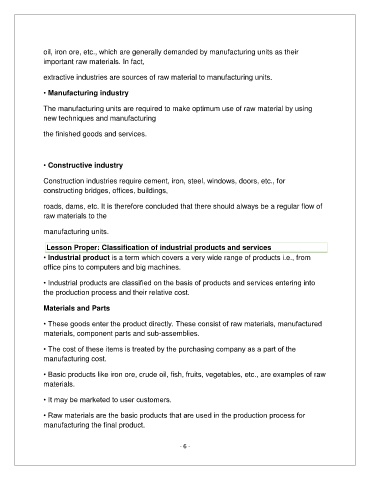 oil, iron ore, etc., which are generally demanded by manufacturing units as their
important raw materials. In fact,
extractive industries are sources of raw material to manufacturing units.
• Manufacturing industry
The manufacturing units are required to make optimum use of raw material by using
new techniques and manufacturing
the finished goods and services.
• Constructive industry
Construction industries require cement, iron, steel, windows, doors, etc., for
constructing bridges, offices, buildings,
roads, dams, etc. It is therefore concluded that there should always be a regular flow of
raw materials to the
manufacturing units.
Lesson Proper: Classification of industrial products and services
• Industrial product is a term which covers a very wide range of products i.e., from
office pins to computers and big machines.
• Industrial products are classified on the basis of products and services entering into
the production process and their relative cost.
Materials and Parts
• These goods enter the product directly. These consist of raw materials, manufactured
materials, component parts and sub-assemblies.
• The cost of these items is treated by the purchasing company as a part of the
manufacturing cost.
• Basic products like iron ore, crude oil, fish, fruits, vegetables, etc., are examples of raw
materials.
• It may be marketed to user customers.
• Raw materials are the basic products that are used in the production process for
manufacturing the final product.
- 6 -